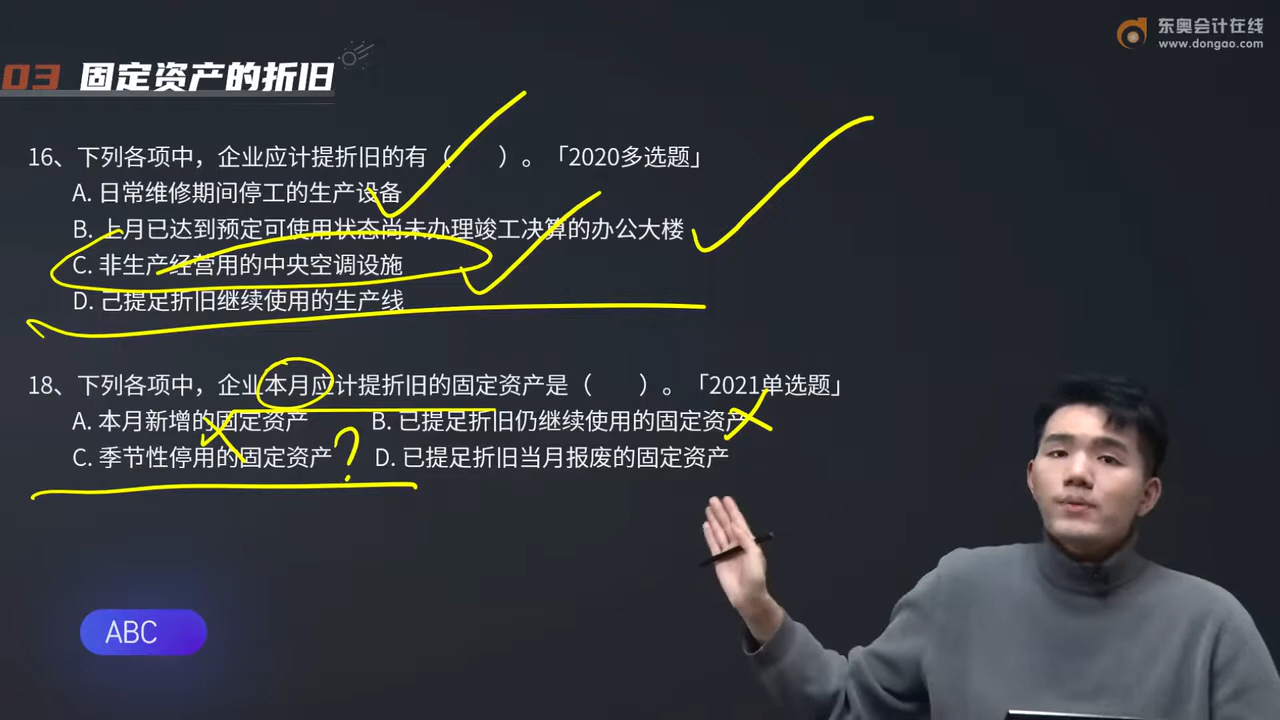 东奥会计在线
www.dongao.com
03 固定资产的折旧
16、下列各项中，企业应计提折旧的有（ ）。「2020多选题」
A. 日常维修期间停工的生产设备
B. 上月已达到预定可使用状态尚未办理竣工决算的办公大楼
C. 非生产经营用的中央空调设施
D. 己提足折旧继续使用的生产线
18、下列各项中，企业本月应计提折旧的固定资产是（ ）。「2021单选题」
A. 本月新增的固定资产 B. 已提足折旧仍继续使用的固定资产
C. 季节性停用的固定资产 ? D. 已提足折旧当月报废的固定资产
ABC